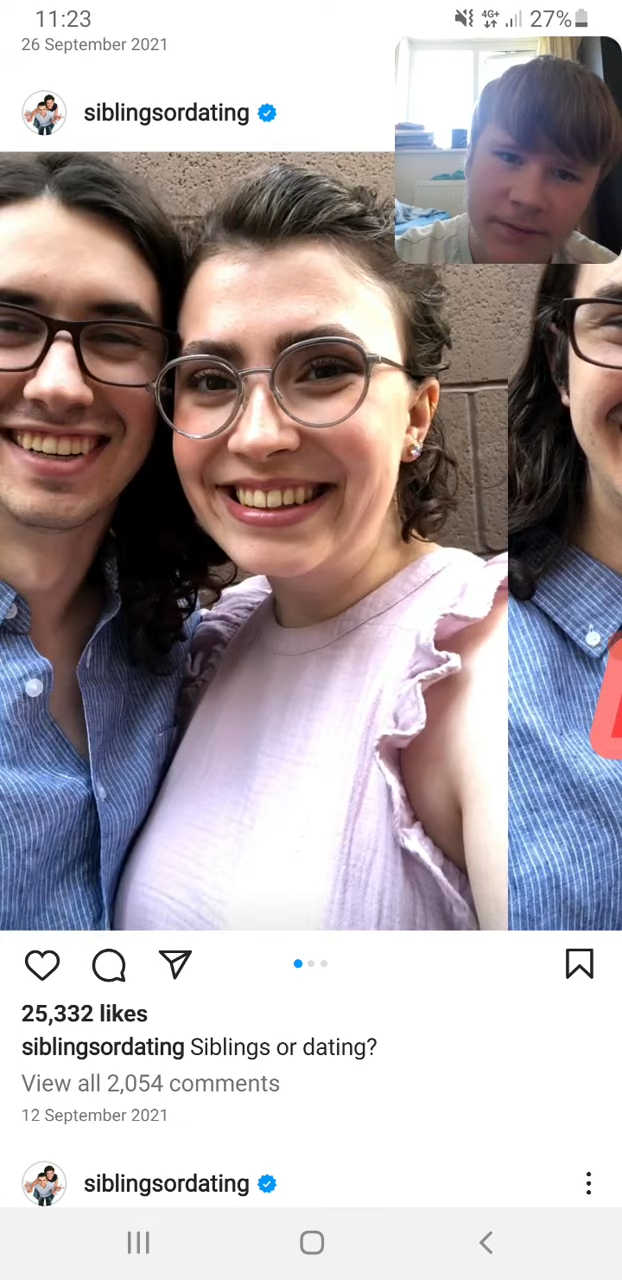 11:23
4G+
27%
26 September 2021
siblingsordating
25,332 likes
siblingsordating Siblings or dating?
View all 2,054 comments
12 September 2021
siblingsordating